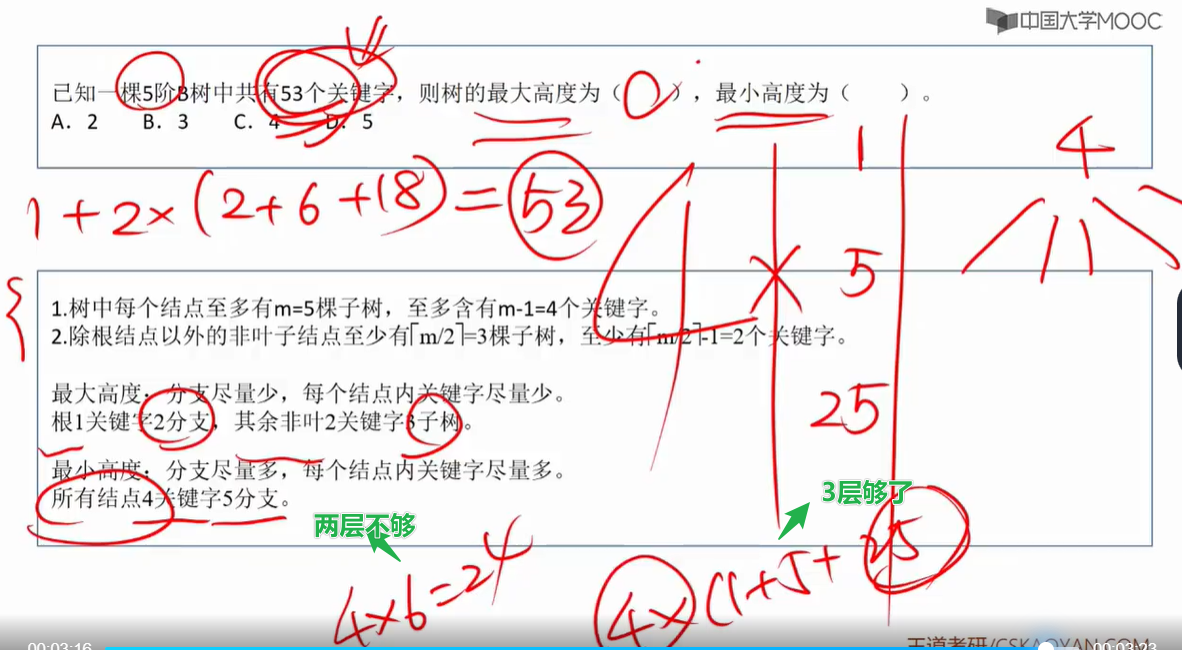 中国大学MOOC
已知一棵5阶B树中共有53个关键字，则树的最大高度为（ ），最小高度为（ ）。
A. 2 B. 3 C. 4 D. 5
1
4
1+2×(2+6+18)=53
5
1.树中每个结点至多有m=5棵子树，至多含有m-1=4个关键字。
2.除根结点以外的非叶子结点至少有⌈m/2⌉=3棵子树，至少有⌈m/2⌉-1=2个关键字。
最大高度：分支尽量少，每个结点内关键字尽量少。
25
根1关键字2分支，其余非叶2关键字3子树。
最小高度：分支尽量多，每个结点内关键字尽量多。
所有结点4关键字5分支。
3层够了
两层不够
4×6=24
4×(1+5+25
王道考研/CSKAOYAN.COM
00:03:16
00:03:23